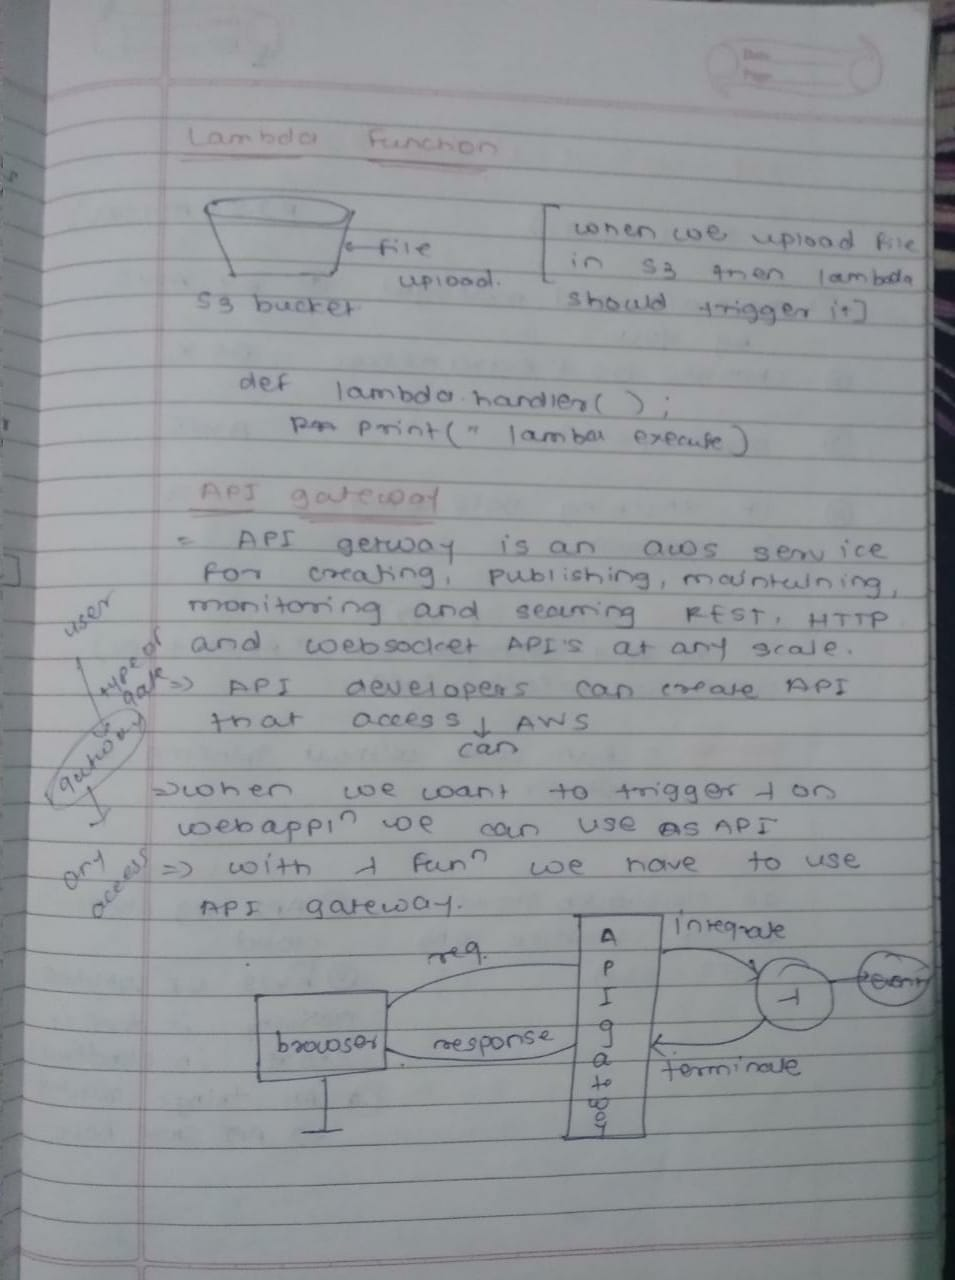 Lambda Function
file
upload.
S3 bucket
[when we upload file
in S3 then lambda
should trigger it]
def lambda.handler( );
print(" lambda execute)
API gateway
= API getway is an aws service
for creating, publishing, maintaining,
monitoring and securing REST, HTTP
and websocket API'S at any scale.
=> API developers can create API
that access ↓ AWS
can
=> when we want to trigger λ on
webappln we can use as API
=> with λ funn we have to use
API gateway.
user
type of
gate
any
access
req.
browser
response
API gateway
integrate
λ
event
terminate